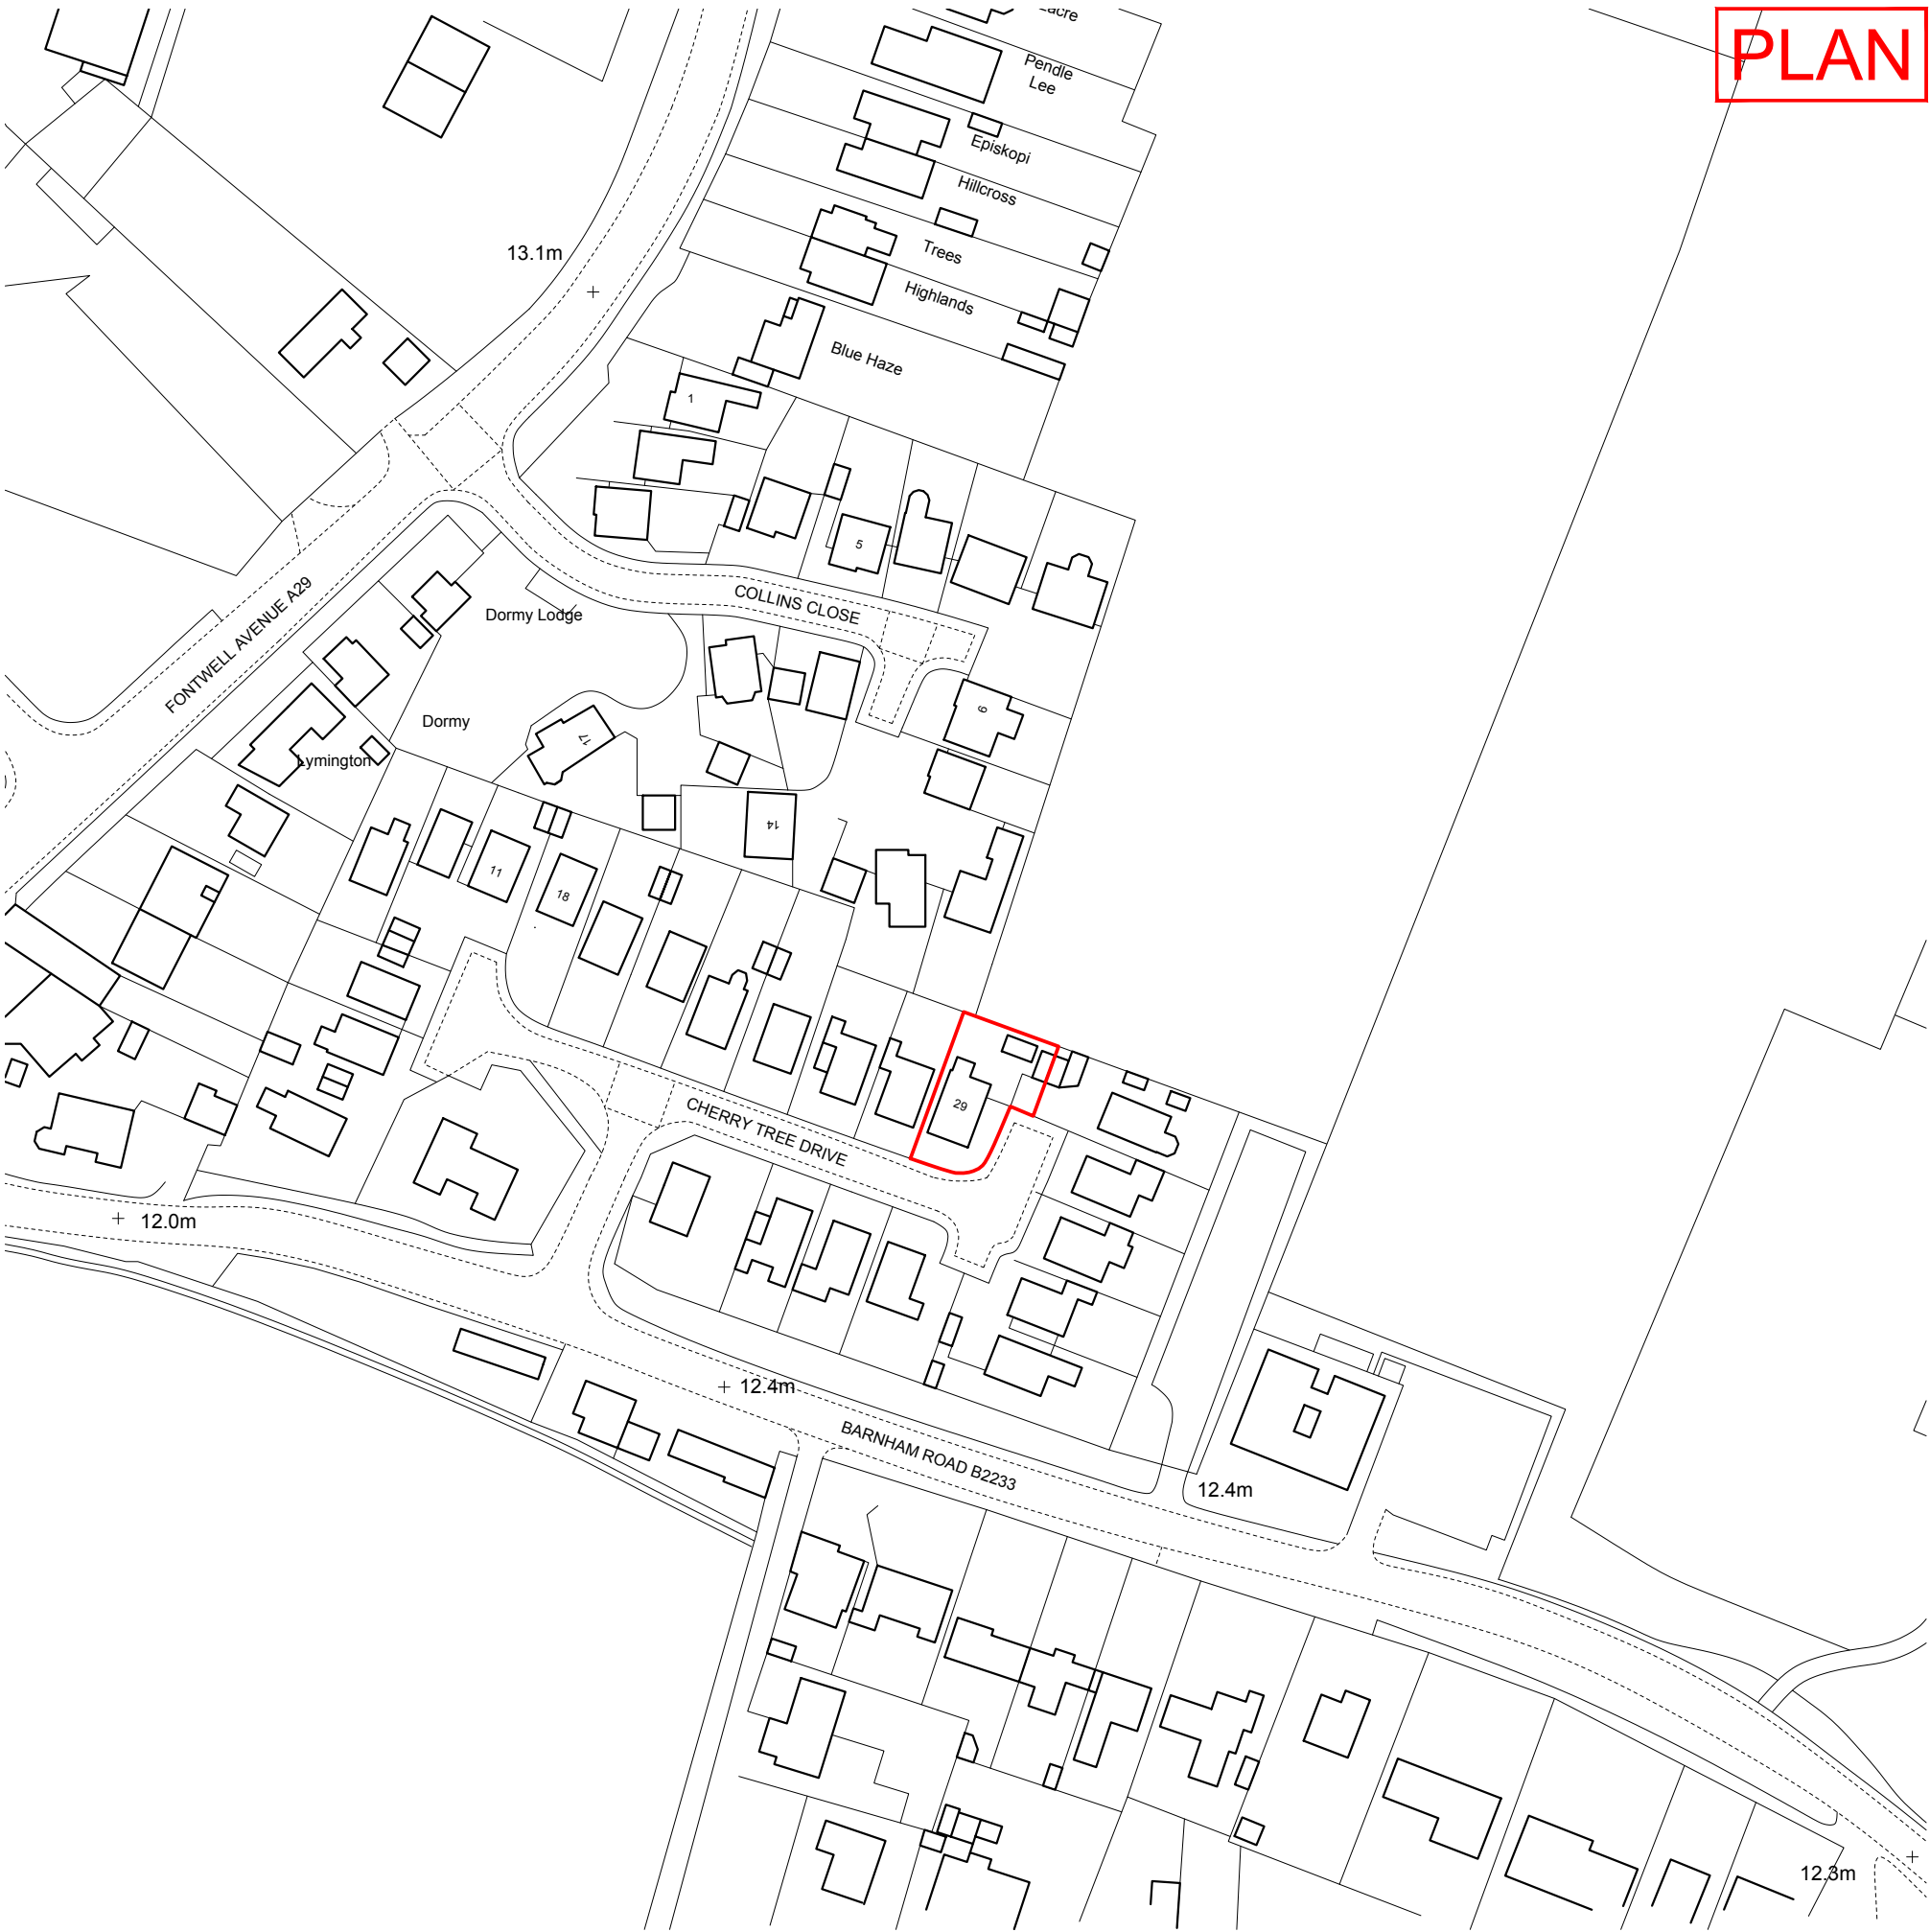 PLAN
Pendle
Lee
Episkopi
Hillcross
Trees
13.1m
Highlands
Blue Haze
1
5
COLLINS CLOSE
FONTWELL AVENUE A29
Dormy Lodge
9
Dormy
17
Lymington
14
11
18
29
CHERRY TREE DRIVE
12.0m
12.4m
BARNHAM ROAD B2233
12.4m
12.3m